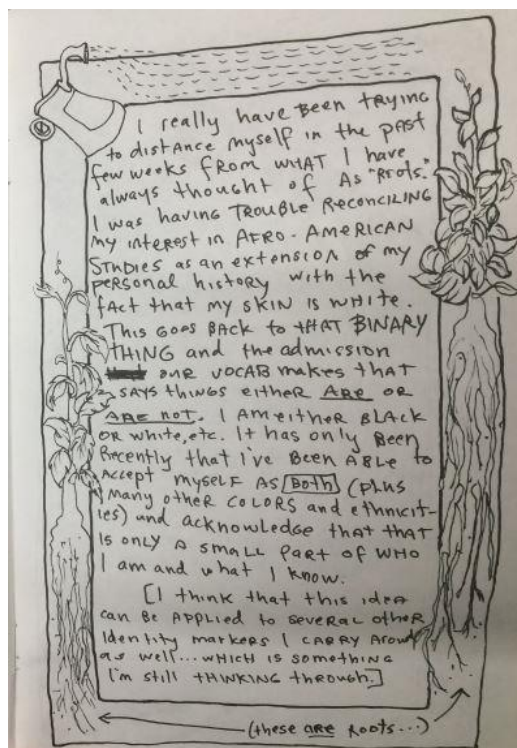 I really have been trying
to distance myself in the past
few weeks from what I have
always thought of as "Roots."
I was having trouble reconciling
my interest in Afro-American
Studies as an extension of my
personal history with the
fact that my skin is white.
This goes back to that BINARY
THING and the admission
our vocab makes that
says things either ARE or
ARE not. I am either Black
or white, etc. It has only been
recently that I've been able to
accept myself as Both (plus
many other colors and ethnicit-
ies) and acknowledge that that
is only a small part of who
I am and what I know.
[I think that this idea
can be applied to several other
identity markers I carry around
as well... which is something
I'm still thinking through.]
(these are roots...)